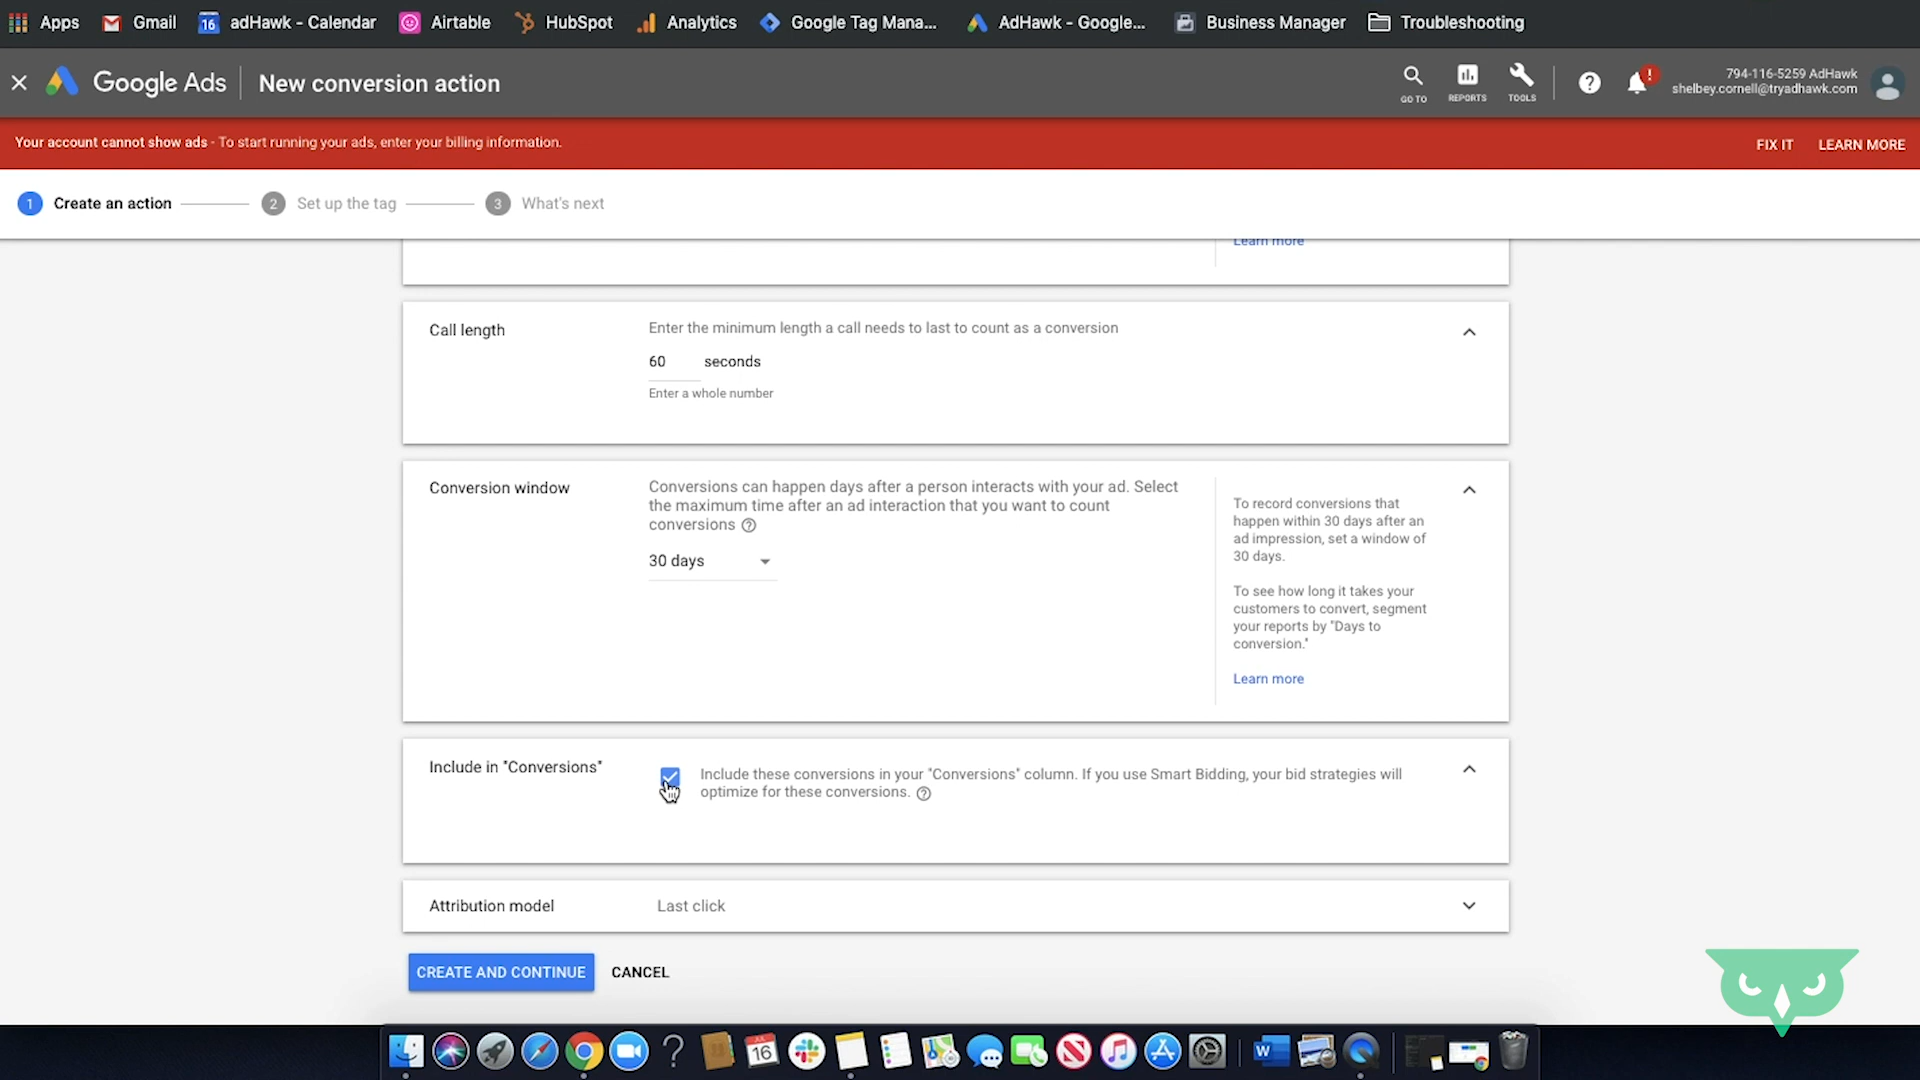 Apps
Gmail
16
adHawk - Calendar
Airtable
HubSpot
Analytics
Google Tag Mana...
AdHawk - Google...
Business Manager
Troubleshooting
Google Ads
New conversion action
GO TO
REPORTS
TOOLS
?
!
794-116-5259 AdHawk
shelbey.cornell@tryadhawk.com
Your account cannot show ads - To start running your ads, enter your billing information.
FIX IT
LEARN MORE
1 Create an action
2 Set up the tag
3 What's next
Learn more
Call length
Enter the minimum length a call needs to last to count as a conversion
60 seconds
Enter a whole number
Conversion window
Conversions can happen days after a person interacts with your ad. Select
the maximum time after an ad interaction that you want to count
conversions ?
30 days
To record conversions that
happen within 30 days after an
ad impression, set a window of
30 days.
To see how long it takes your
customers to convert, segment
your reports by "Days to
conversion."
Learn more
Include in "Conversions"
Include these conversions in your "Conversions" column. If you use Smart Bidding, your bid strategies will
optimize for these conversions. ?
Attribution model
Last click
CREATE AND CONTINUE
CANCEL
?
16
W